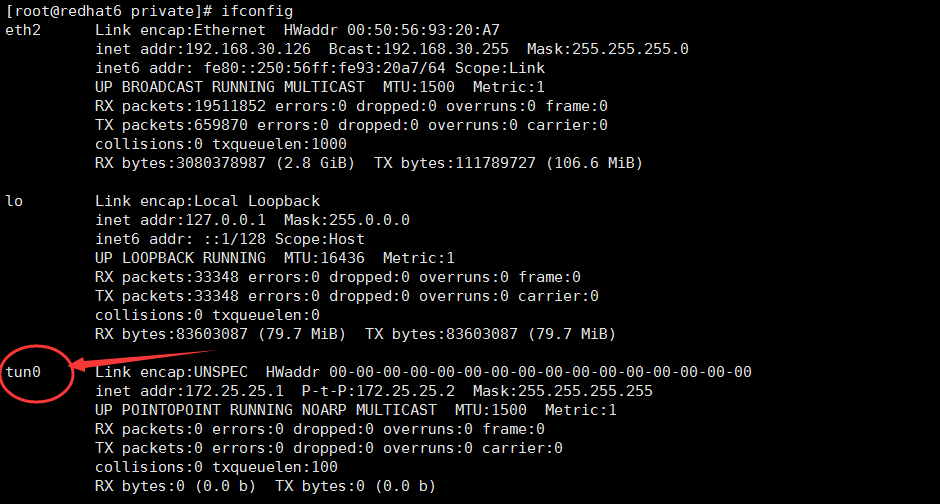 [root@redhat6 private]# ifconfig
eth2      Link encap:Ethernet  HWaddr 00:50:56:93:20:A7
          inet addr:192.168.30.126  Bcast:192.168.30.255  Mask:255.255.255.0
          inet6 addr: fe80::250:56ff:fe93:20a7/64 Scope:Link
          UP BROADCAST RUNNING MULTICAST  MTU:1500  Metric:1
          RX packets:19511852 errors:0 dropped:0 overruns:0 frame:0
          TX packets:659870 errors:0 dropped:0 overruns:0 carrier:0
          collisions:0 txqueuelen:1000
          RX bytes:3080378987 (2.8 GiB)  TX bytes:111789727 (106.6 MiB)

lo        Link encap:Local Loopback
          inet addr:127.0.0.1  Mask:255.0.0.0
          inet6 addr: ::1/128 Scope:Host
          UP LOOPBACK RUNNING  MTU:16436  Metric:1
          RX packets:33348 errors:0 dropped:0 overruns:0 frame:0
          TX packets:33348 errors:0 dropped:0 overruns:0 carrier:0
          collisions:0 txqueuelen:0
          RX bytes:83603087 (79.7 MiB)  TX bytes:83603087 (79.7 MiB)

tun0      Link encap:UNSPEC  HWaddr 00-00-00-00-00-00-00-00-00-00-00-00-00-00-00-00
          inet addr:172.25.25.1  P-t-P:172.25.25.2  Mask:255.255.255.255
          UP POINTOPOINT RUNNING NOARP MULTICAST  MTU:1500  Metric:1
          RX packets:0 errors:0 dropped:0 overruns:0 frame:0
          TX packets:0 errors:0 dropped:0 overruns:0 carrier:0
          collisions:0 txqueuelen:100
          RX bytes:0 (0.0 b)  TX bytes:0 (0.0 b)